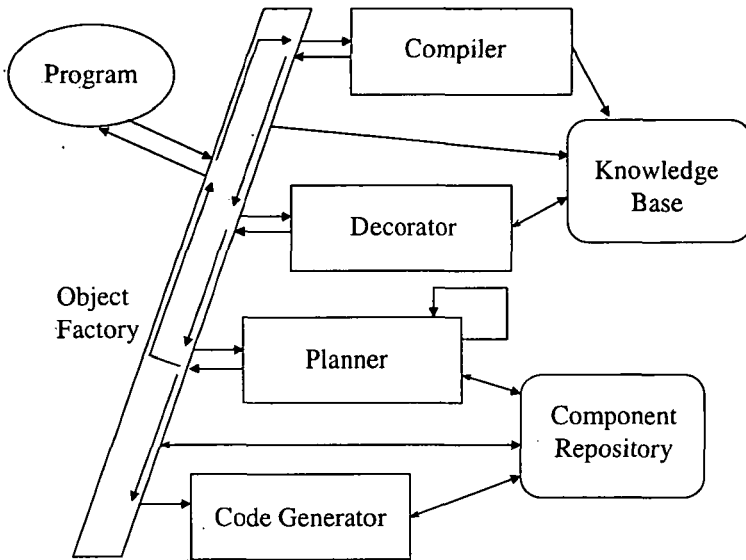 Compiler
Program
Knowledge
Base
Decorator
Object
Factory
Planner
Component
Repository
Code Generator